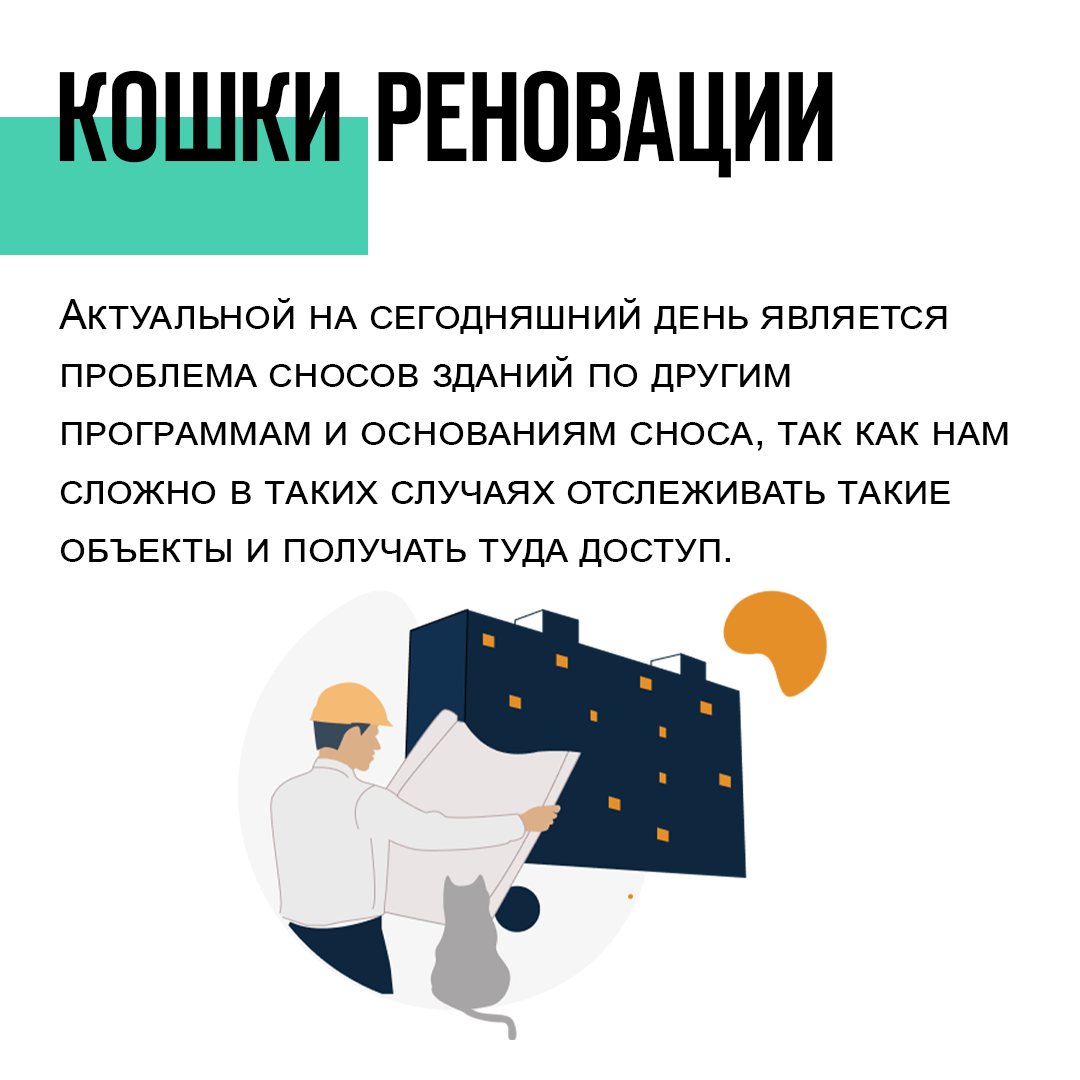 КОШКИ РЕНОВАЦИИ
Актуальной на сегодняшний день является
проблема сносов зданий по другим
программам и основаниям сноса, так как нам
сложно в таких случаях отслеживать такие
объекты и получать туда доступ.